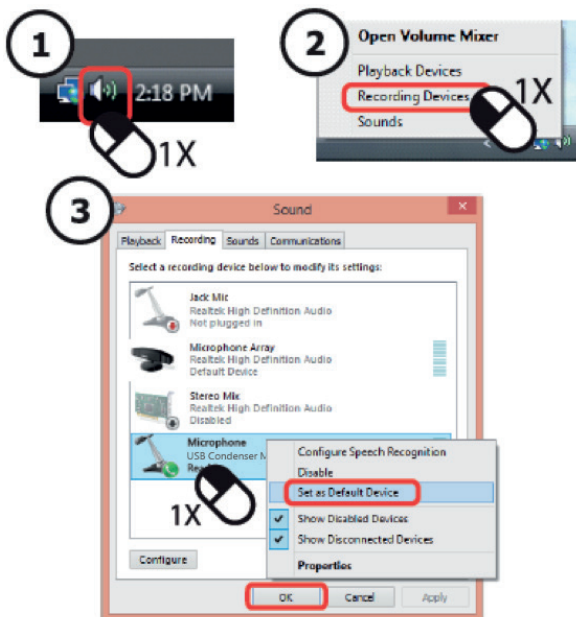 1
2:18 PM
1X
2
Open Volume Mixer
Playback Devices
Recording Devices
1X
Sounds
3
Sound
Playback Recording Sounds Communications
Select a recording device below to modify its settings:
Jack Mic
Realtek High Definition Audio
Not plugged in
Microphone Array
Realtek High Definition Audio
Default Device
Stereo Mix
Realtek High Definition Audio
Disabled
Microphone
USB Condenser
1X
Configure Speech Recognition
Disable
Set as Default Device
Show Disabled Devices
Show Disconnected Devices
Properties
Configure
OK Cancel Apply